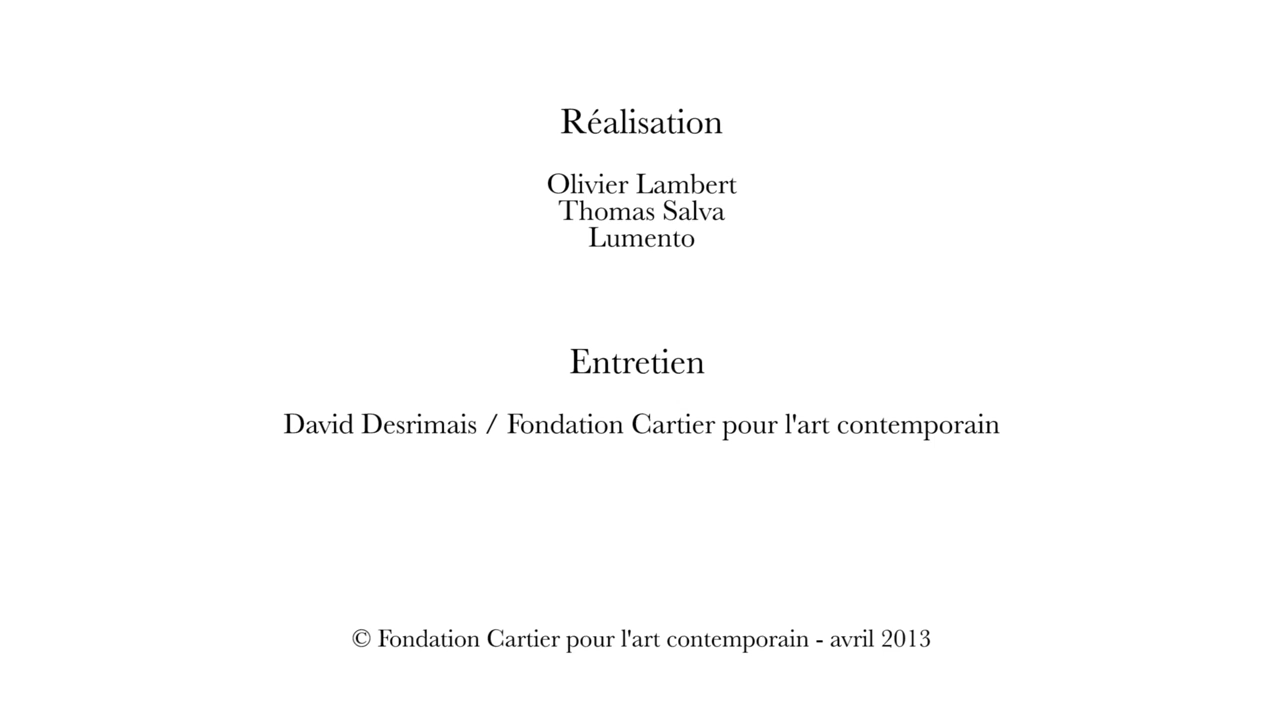 Réalisation
Olivier Lambert
Thomas Salva
Lumento
Entretien
David Desrimais / Fondation Cartier pour l'art contemporain
© Fondation Cartier pour l'art contemporain - avril 2013